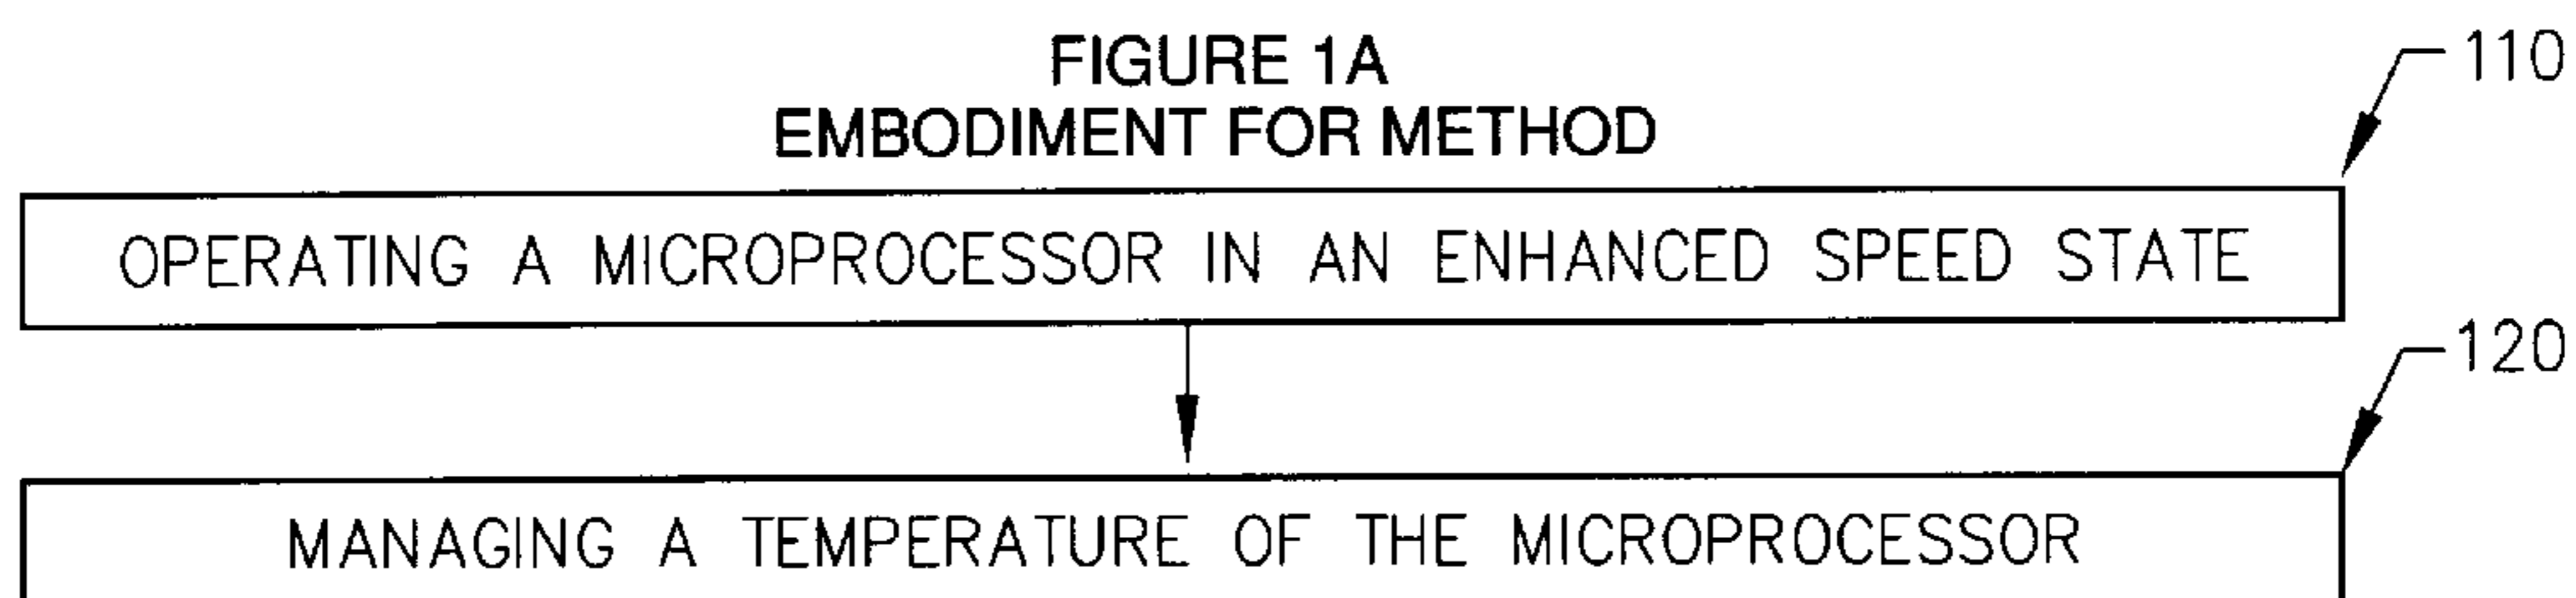 FIGURE 1A
EMBODIMENT FOR METHOD
110
OPERATING A MICROPROCESSOR IN AN ENHANCED SPEED STATE
120
MANAGING A TEMPERATURE OF THE MICROPROCESSOR